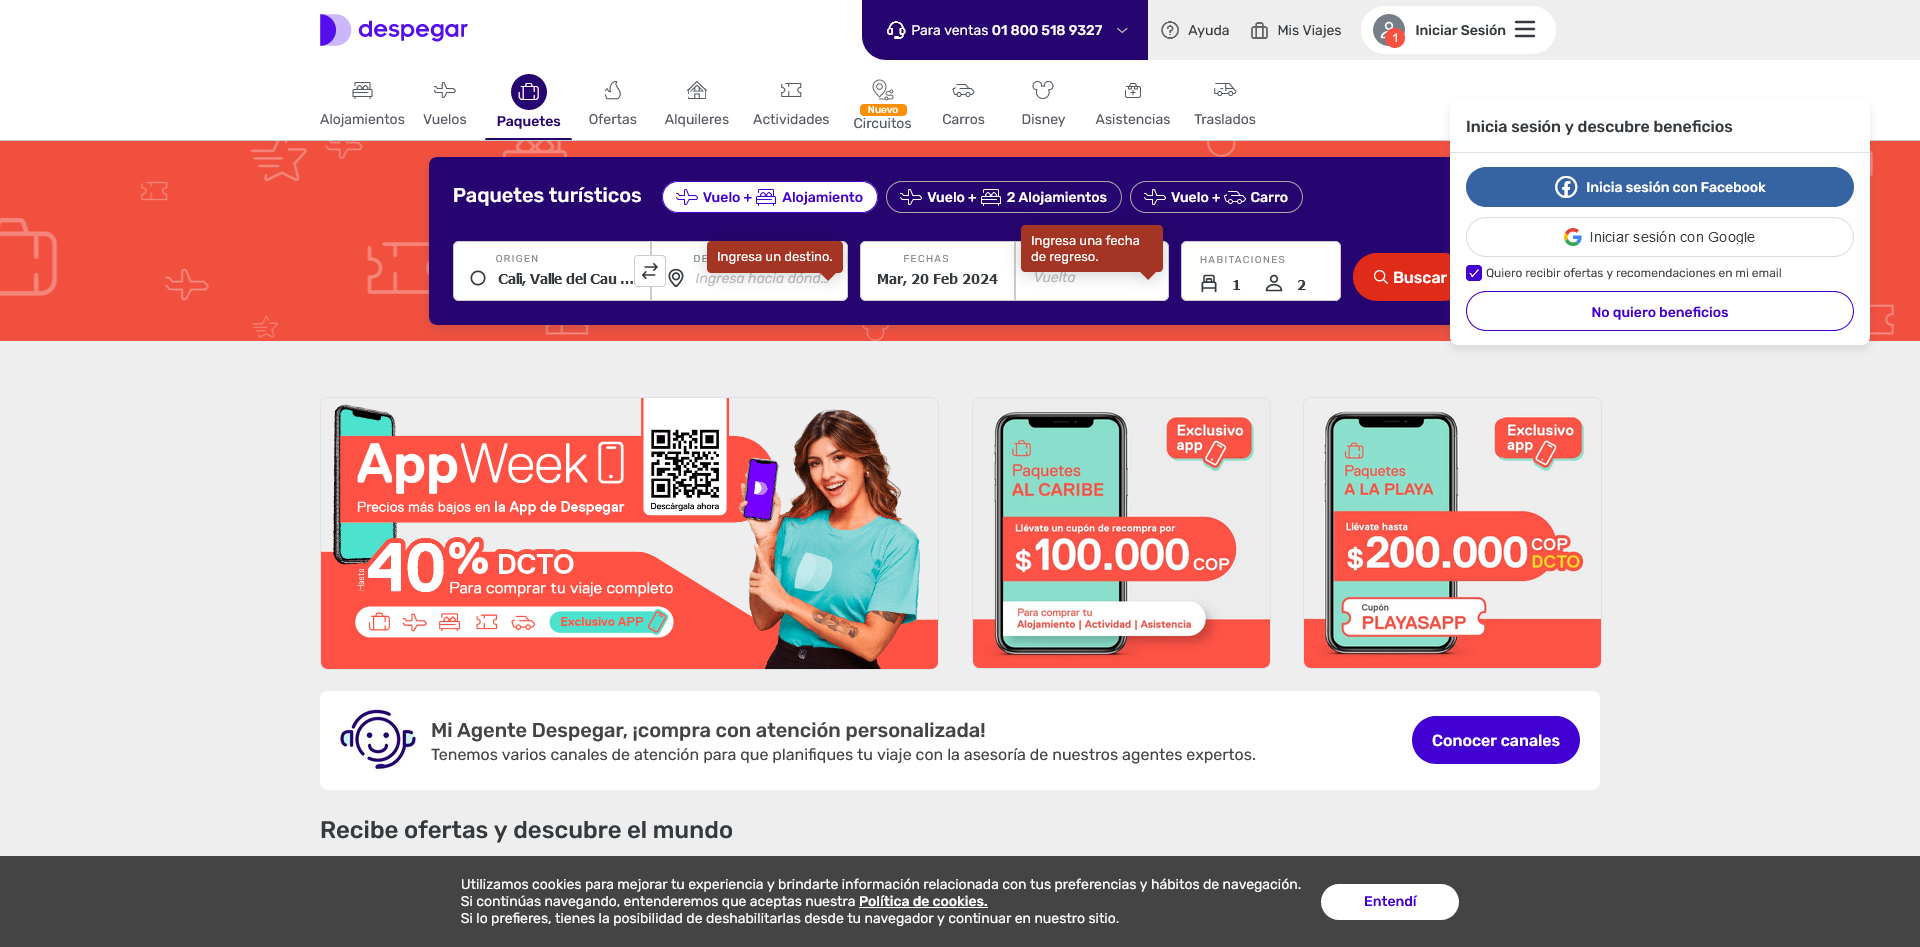 despegar
Para ventas 01 800 518 9327
Ayuda
Mis Viajes
1
Iniciar Sesión
Alojamientos
Vuelos
Paquetes
Ofertas
Alquileres
Actividades
Nuevo
Circuitos
Carros
Disney
Asistencias
Traslados
Inicia sesión y descubre beneficios
Inicia sesión con Facebook
Iniciar sesión con Google
Quiero recibir ofertas y recomendaciones en mi email
No quiero beneficios
Paquetes turísticos
Vuelo + Alojamiento
Vuelo + 2 Alojamientos
Vuelo + Carro
ORIGEN
Cali, Valle del Cau ...
DE
Ingresa un destino.
Ingresa hacia dónd...
FECHAS
Mar, 20 Feb 2024
Ingresa una fecha
de regreso.
Vuelta
HABITACIONES
1
2
Buscar
AppWeek
Precios más bajos en la App de Despegar
Descárgala ahora
Hasta
40% DCTO
Para comprar tu viaje completo
Exclusivo APP
Exclusivo
app
Paquetes
AL CARIBE
Llévate un cupón de recompra por
$100.000 COP
Para comprar tu
Alojamiento | Actividad | Asistencia
Exclusivo
app
Paquetes
A LA PLAYA
Llévate hasta
$200.000 COP
DCTO
Cupón
PLAYASAPP
Mi Agente Despegar, ¡compra con atención personalizada!
Tenemos varios canales de atención para que planifiques tu viaje con la asesoría de nuestros agentes expertos.
Conocer canales
Recibe ofertas y descubre el mundo
Utilizamos cookies para mejorar tu experiencia y brindarte información relacionada con tus preferencias y hábitos de navegación.
Si continúas navegando, entenderemos que aceptas nuestra Política de cookies.
Si lo prefieres, tienes la posibilidad de deshabilitarlas desde tu navegador y continuar en nuestro sitio.
Entendí